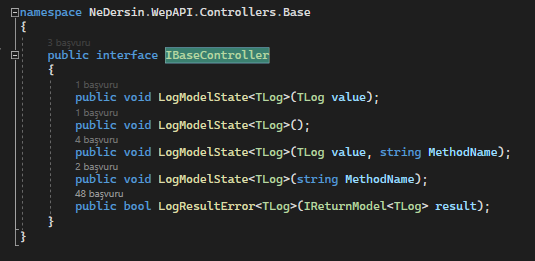 namespace NeDersin.WepAPI.Controllers.Base
{
3 başvuru
public interface IBaseController
{
1 başvuru
public void LogModelState<TLog>(TLog value);
1 başvuru
public void LogModelState<TLog>();
4 başvuru
public void LogModelState<TLog>(TLog value, string MethodName);
2 başvuru
public void LogModelState<TLog>(string MethodName);
48 başvuru
public bool LogResultError<TLog>(IReturnModel<TLog> result);
}
}